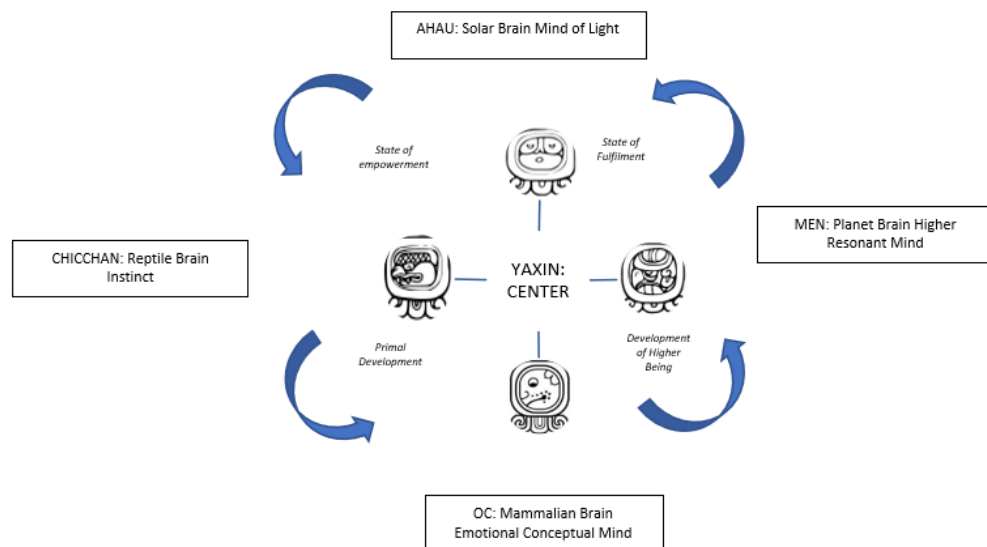 AHAU: Solar Brain Mind of Light
State of
empowerment
State of
Fulfilment
MEN: Planet Brain Higher
Resonant Mind
CHICCHAN: Reptile Brain
Instinct
YAXIN:
CENTER
Primal
Development
Development
of Higher
Being
OC: Mammalian Brain
Emotional Conceptual Mind